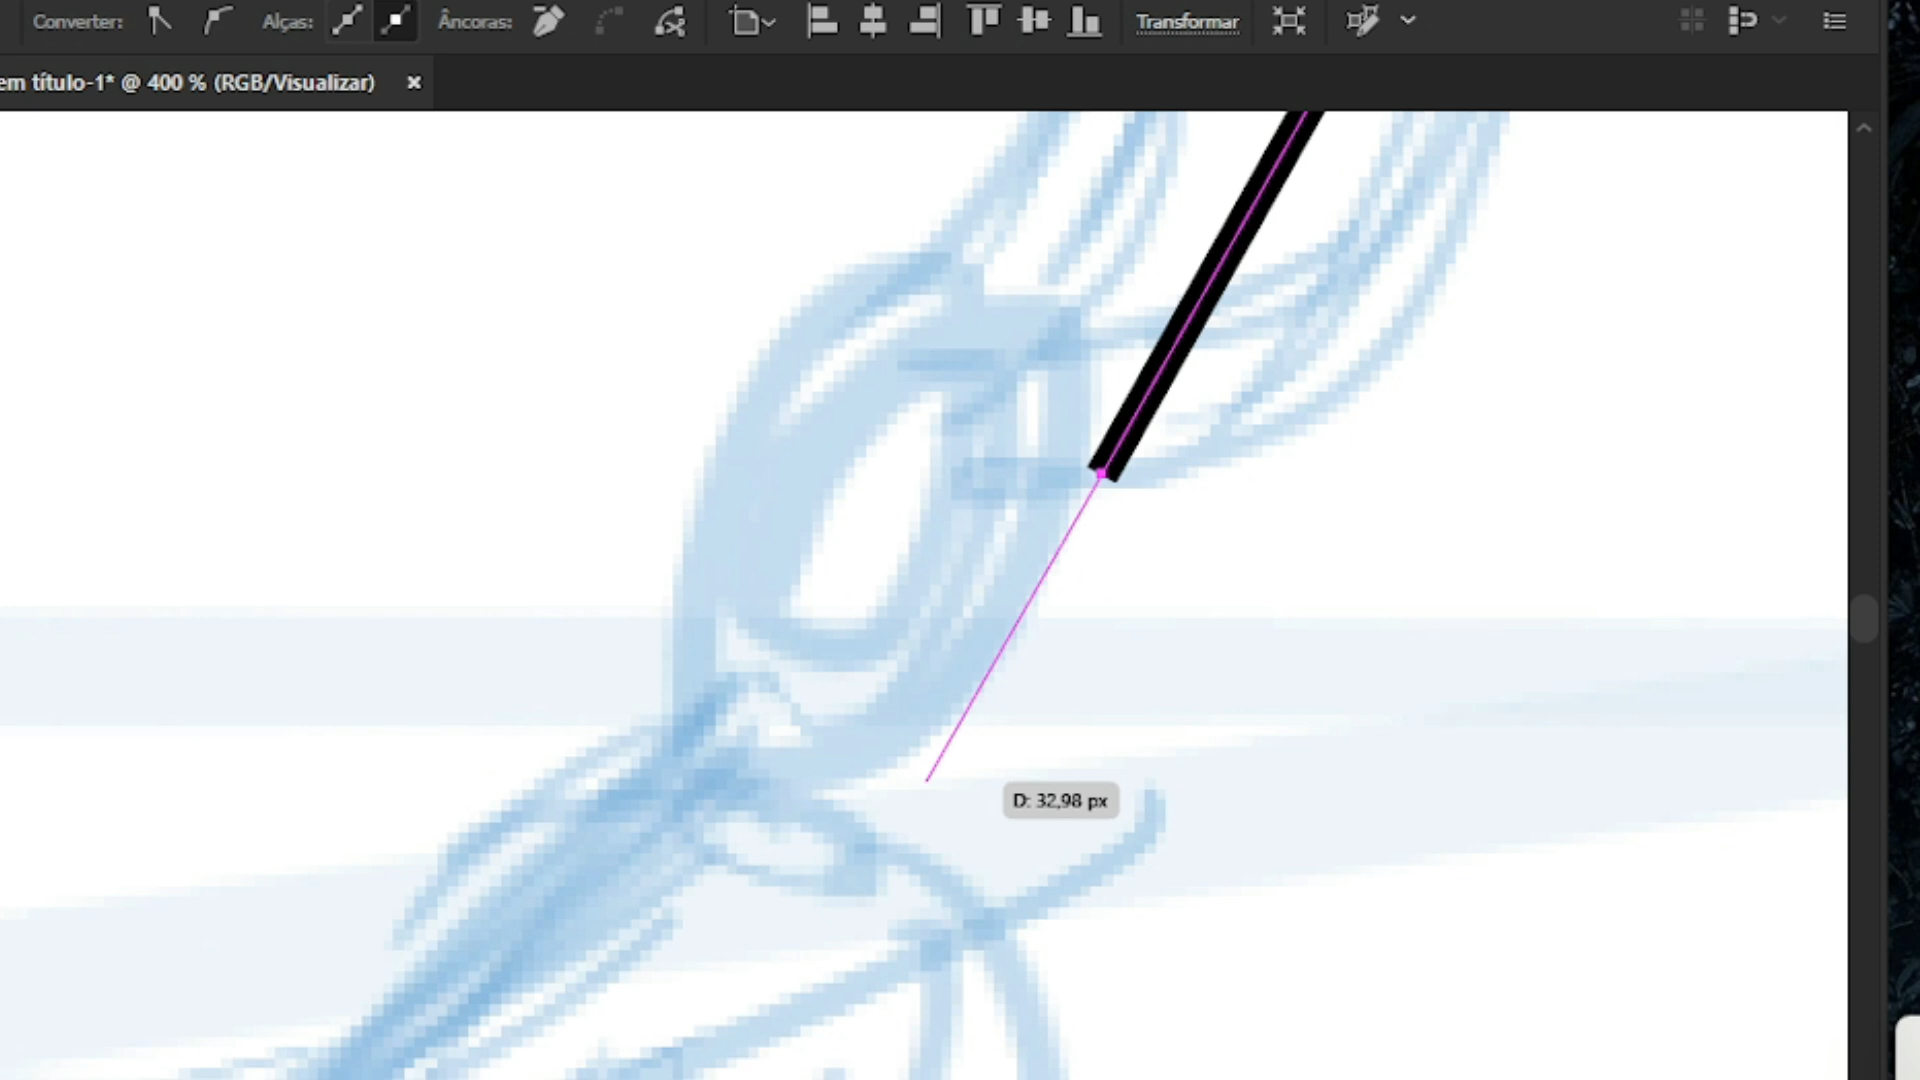 Converter: Alças: Âncoras: Transformar
em título-1* @ 400 % (RGB/Visualizar) ×
D: 32,98 px